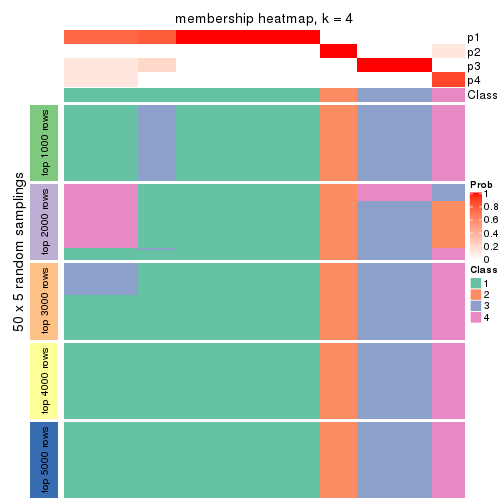 membership heatmap, k = 4
p1
p2
p3
p4
Class
50 x 5 random samplings
top 1000 rows
top 2000 rows
top 3000 rows
top 4000 rows
top 5000 rows
Prob
1
0.8
0.6
0.4
0.2
0
Class
1
2
3
4